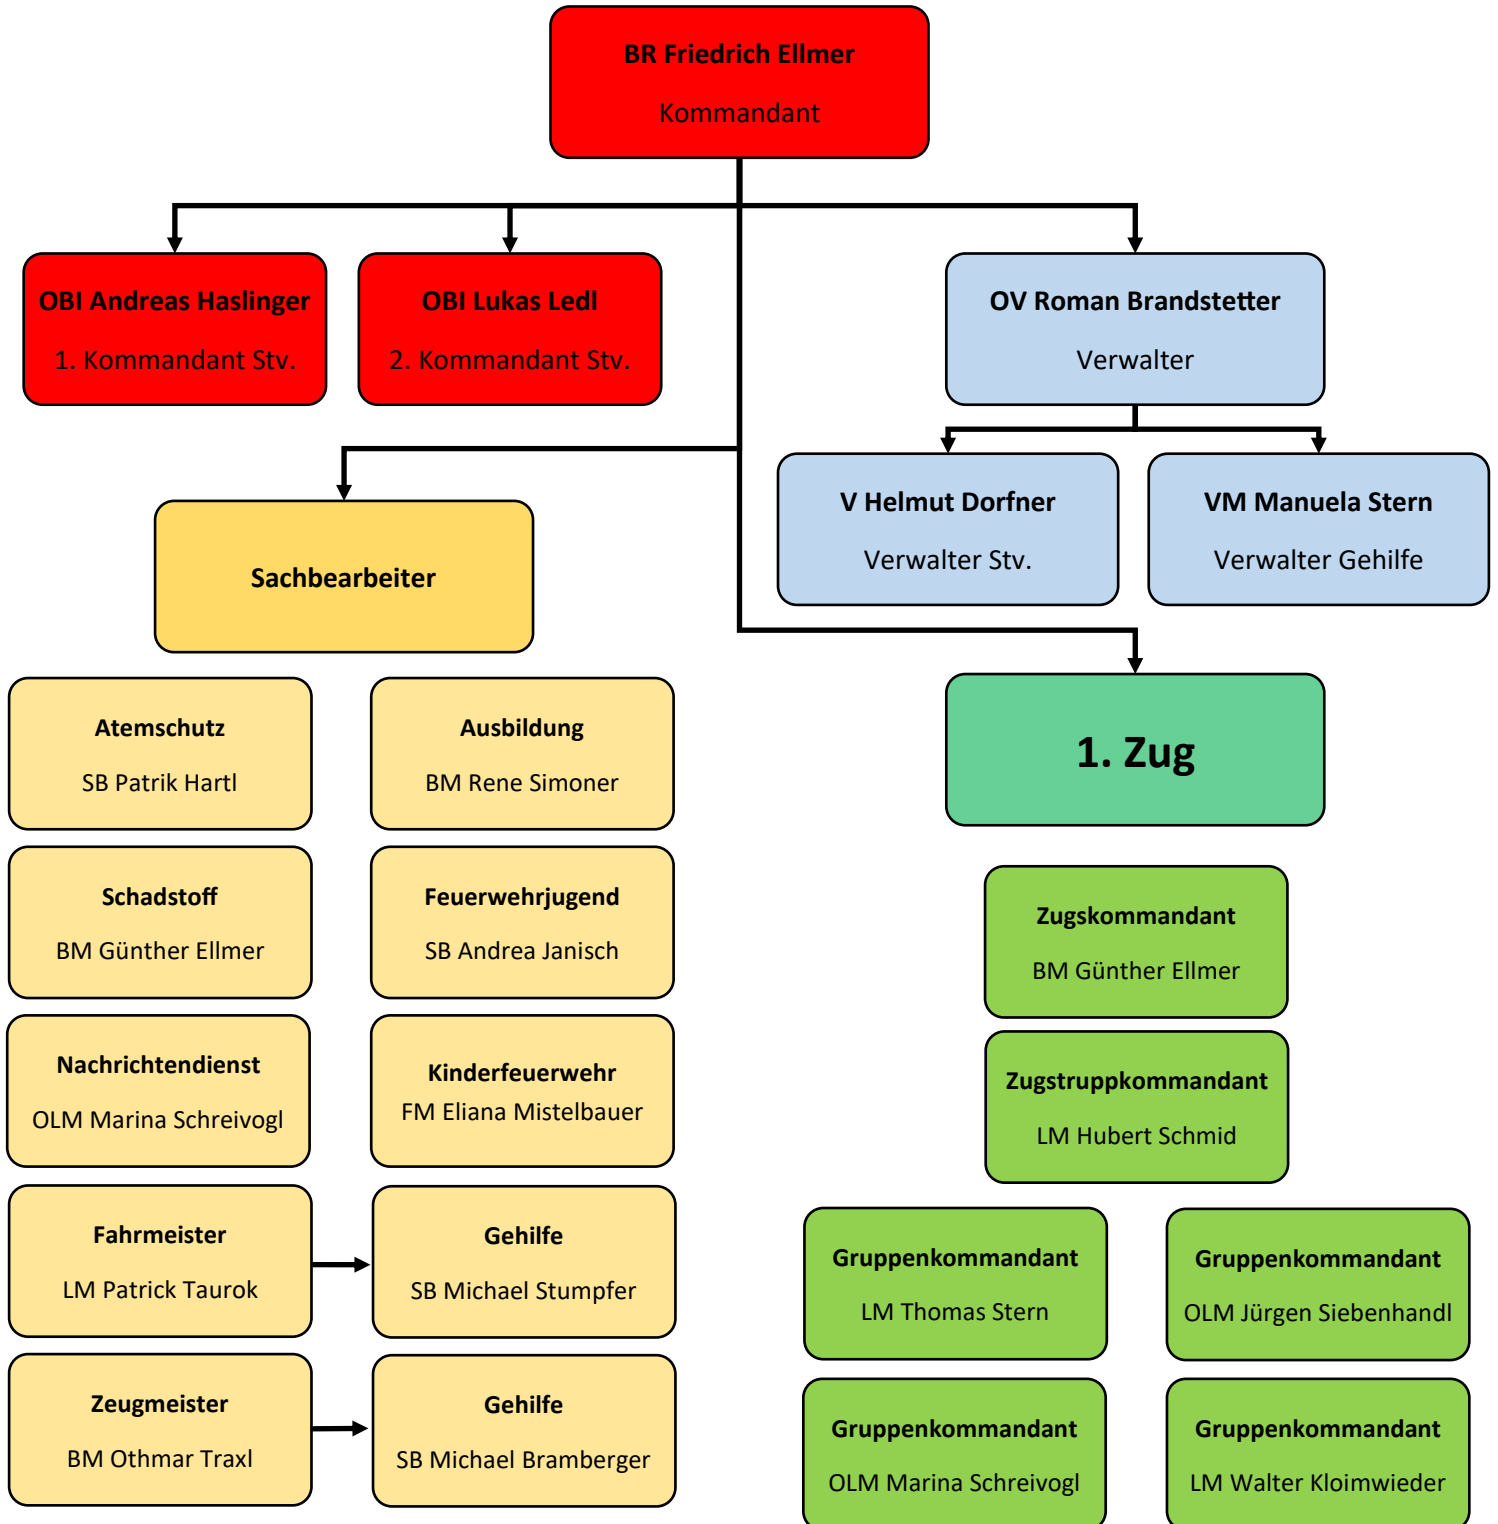 BR Friedrich Ellmer
Kommandant
OBI Andreas Haslinger
1. Kommandant Stv.
OBI Lukas Ledl
2. Kommandant Stv.
OV Roman Brandstetter
Verwalter
V Helmut Dorfner
Verwalter Stv.
VM Manuela Stern
Verwalter Gehilfe
Sachbearbeiter
Atemschutz
SB Patrik Hartl
Ausbildung
BM Rene Simoner
Schadstoff
BM Günther Ellmer
Feuerwehrjugend
SB Andrea Janisch
Nachrichtendienst
OLM Marina Schreivogl
Kinderfeuerwehr
FM Eliana Mistelbauer
Fahrmeister
LM Patrick Taurok
Gehilfe
SB Michael Stumpfer
Zeugmeister
BM Othmar Traxl
Gehilfe
SB Michael Bramberger
1. Zug
Zugskommandant
BM Günther Ellmer
Zugstruppkommandant
LM Hubert Schmid
Gruppenkommandant
LM Thomas Stern
Gruppenkommandant
OLM Jürgen Siebenhandl
Gruppenkommandant
OLM Marina Schreivogl
Gruppenkommandant
LM Walter Kloimwieder